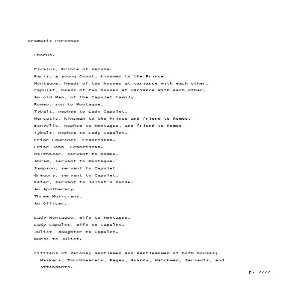 Dramatis Personae
Chorus.
Escalus, Prince of Verona.
Paris, a young Count, kinsman to the Prince.
Montague, heads of two houses at variance with each other.
Capulet, heads of two houses at variance with each other.
An old Man, of the Capulet family.
Romeo, son to Montague.
Tybalt, nephew to Lady Capulet.
Mercutio, kinsman to the Prince and friend to Romeo.
Benvolio, nephew to Montague, and friend to Romeo
Tybalt, nephew to Lady Capulet.
Friar Laurence, Franciscan.
Friar John, Franciscan.
Balthasar, servant to Romeo.
Abram, servant to Montague.
Sampson, servant to Capulet.
Gregory, servant to Capulet.
Peter, servant to Juliet's nurse.
An Apothecary.
Three Musicians.
An Officer.
Lady Montague, wife to Montague.
Lady Capulet, wife to Capulet.
Juliet, daughter to Capulet.
Nurse to Juliet.
Citizens of Verona; Gentlemen and Gentlewomen of both houses;
Maskers, Torchbearers, Pages, Guards, Watchmen, Servants, and
Attendants.